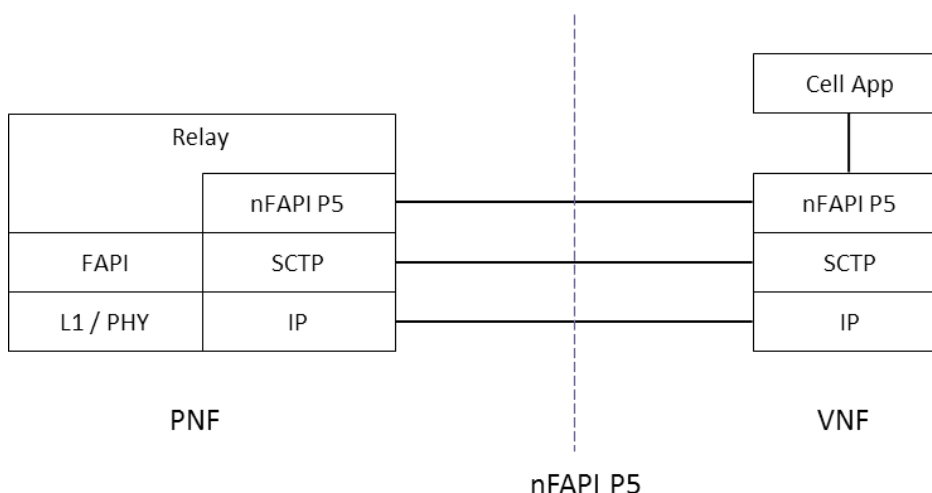 Cell App
Relay
nFAPI P5
nFAPI P5
FAPI
SCTP
SCTP
L1 / PHY
IP
IP
PNF
VNF
nFAPI P5